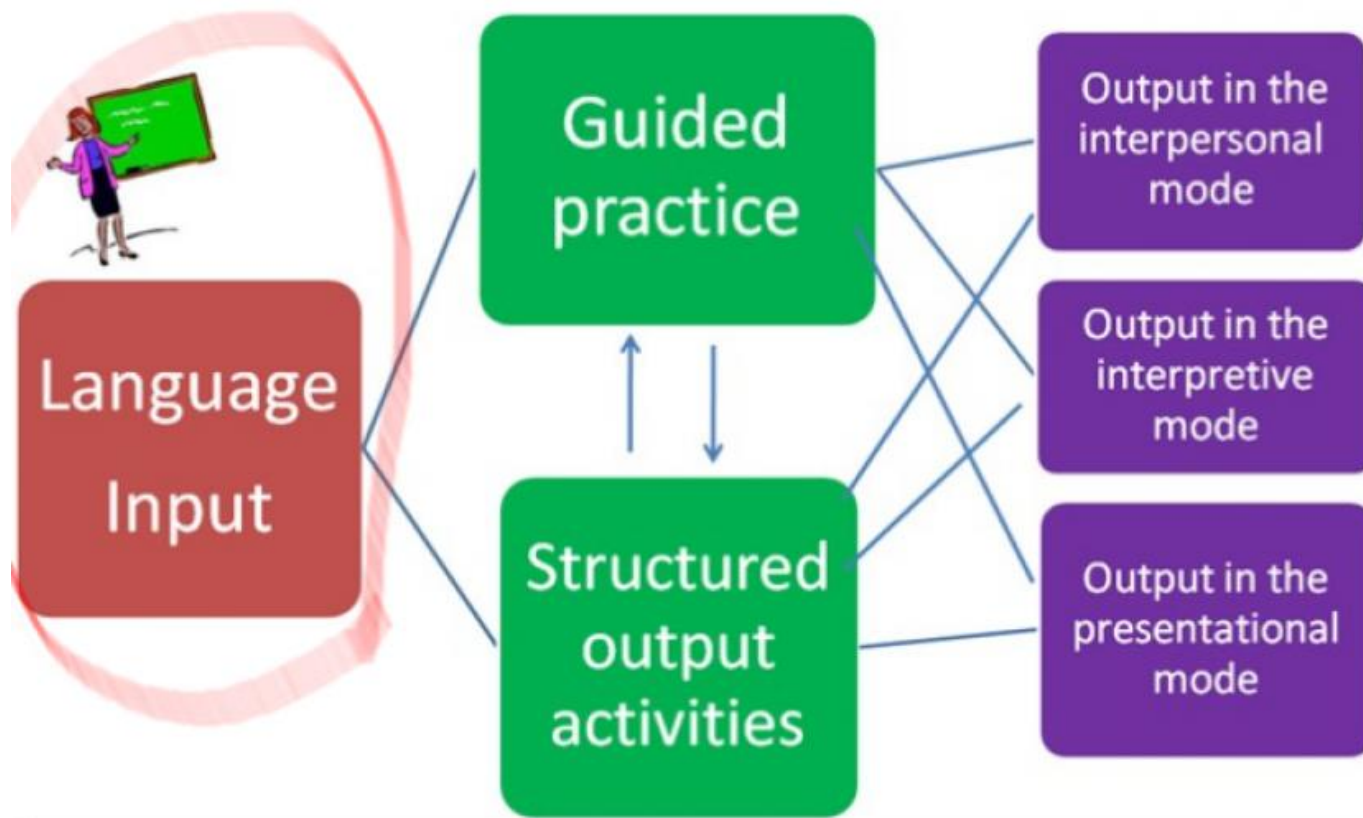 Language
Input
Guided
practice
Structured
output
activities
Output in the
interpersonal
mode
Output in the
interpretive
mode
Output in the
presentational
mode